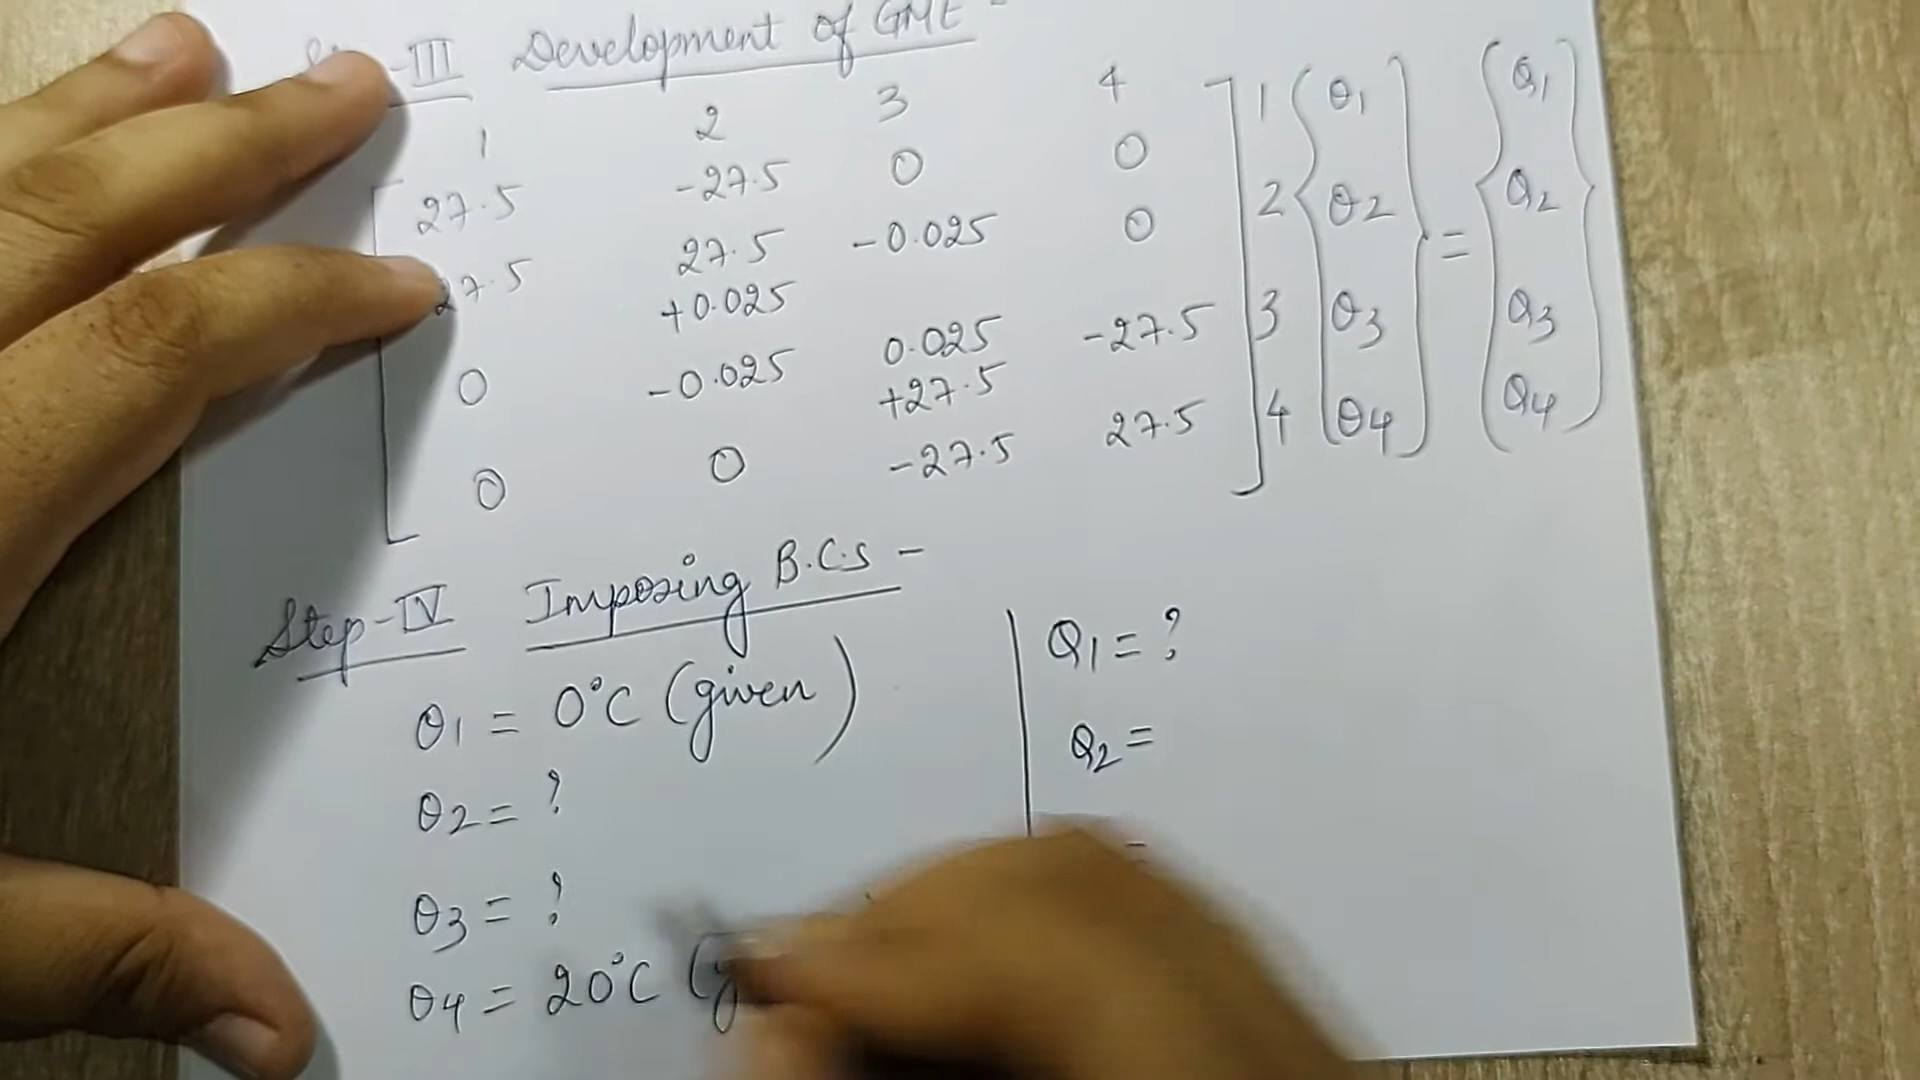 -III Development of GME -
1 2 3 4
27.5 -27.5 0 0 1 θ1 Q1
27.5 27.5 -0.025 0 2 θ2 = Q2
+0.025
0 -0.025 0.025 -27.5 3 θ3 Q3
+27.5
0 0 -27.5 27.5 4 θ4 Q4
Step-IV Imposing B.C.s -
θ1 = 0°C (given)
θ2 = ?
θ3 = ?
θ4 = 20°C (g
Q1 = ?
Q2 =
=